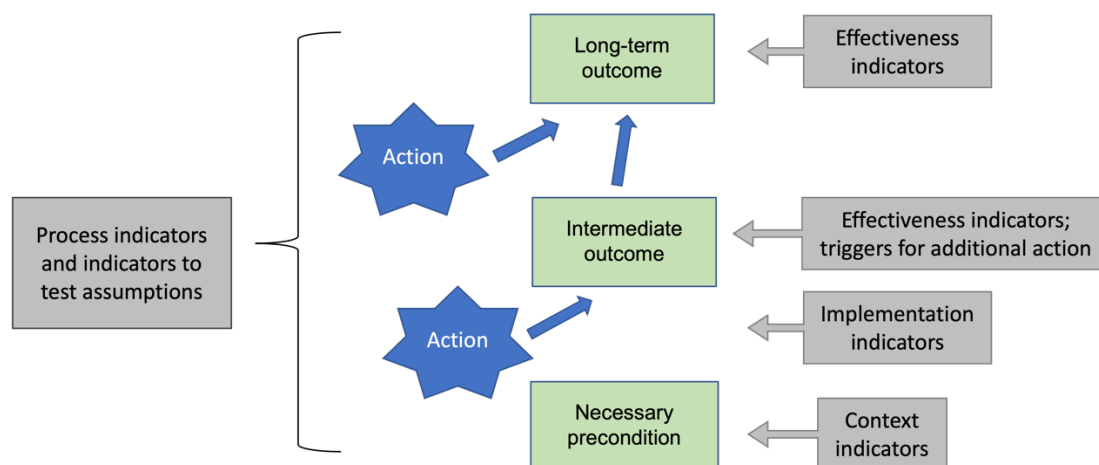 Long-term
outcome
Effectiveness
indicators
Action
Process indicators
and indicators to
test assumptions
Intermediate
outcome
Effectiveness indicators;
triggers for additional action
Action
Implementation
indicators
Necessary
precondition
Context
indicators